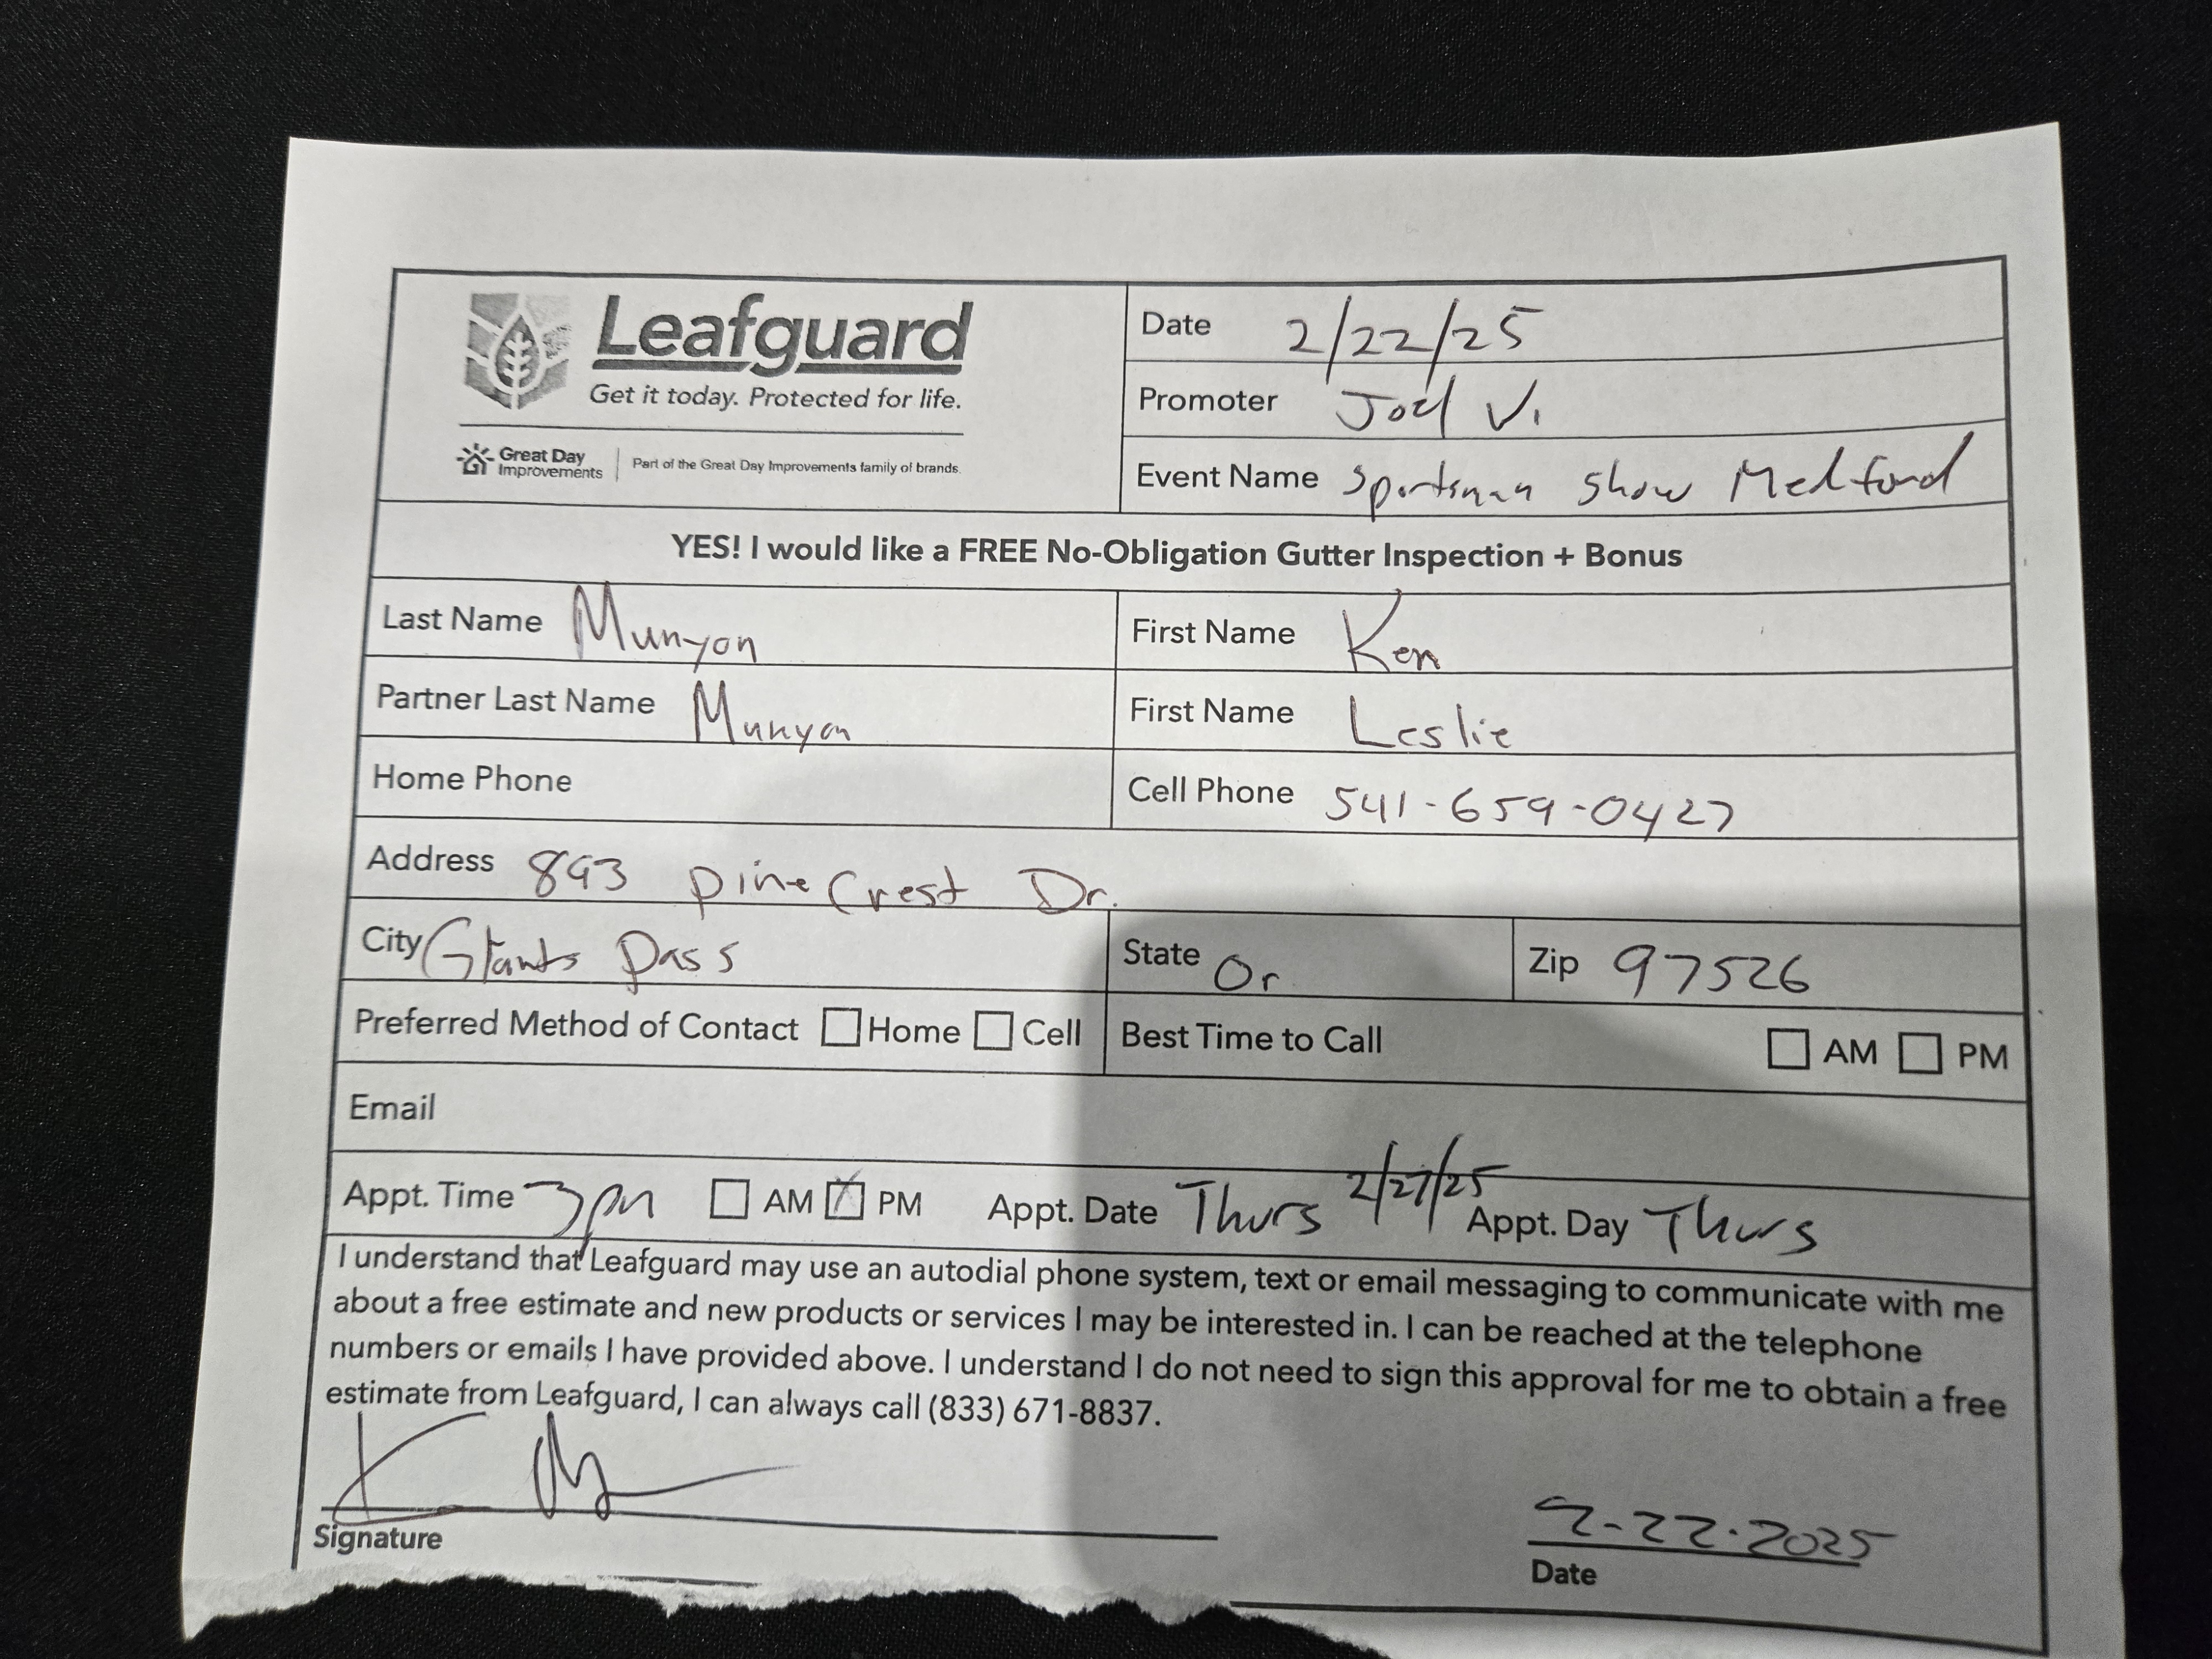 Leafguard
Get it today. Protected for life.
Great Day Improvements | Part of the Great Day Improvements family of brands.
Date 2/22/25
Promoter Joel V.
Event Name Sportsman Show Medford
YES! I would like a FREE No-Obligation Gutter Inspection + Bonus
Last Name Munyon First Name Ken
Partner Last Name Munyon First Name Leslie
Home Phone Cell Phone 541-659-0427
Address 893 Pine Crest Dr.
City Grants Pass State Or Zip 97526
Preferred Method of Contact Home Cell Best Time to Call AM PM
Email
Appt. Time 3pm AM PM Appt. Date Thurs 2/27/25 Appt. Day Thurs
I understand that Leafguard may use an autodial phone system, text or email messaging to communicate with me
about a free estimate and new products or services I may be interested in. I can be reached at the telephone
numbers or emails I have provided above. I understand I do not need to sign this approval for me to obtain a free
estimate from Leafguard, I can always call (833) 671-8837.
2-22-2025
Signature Date